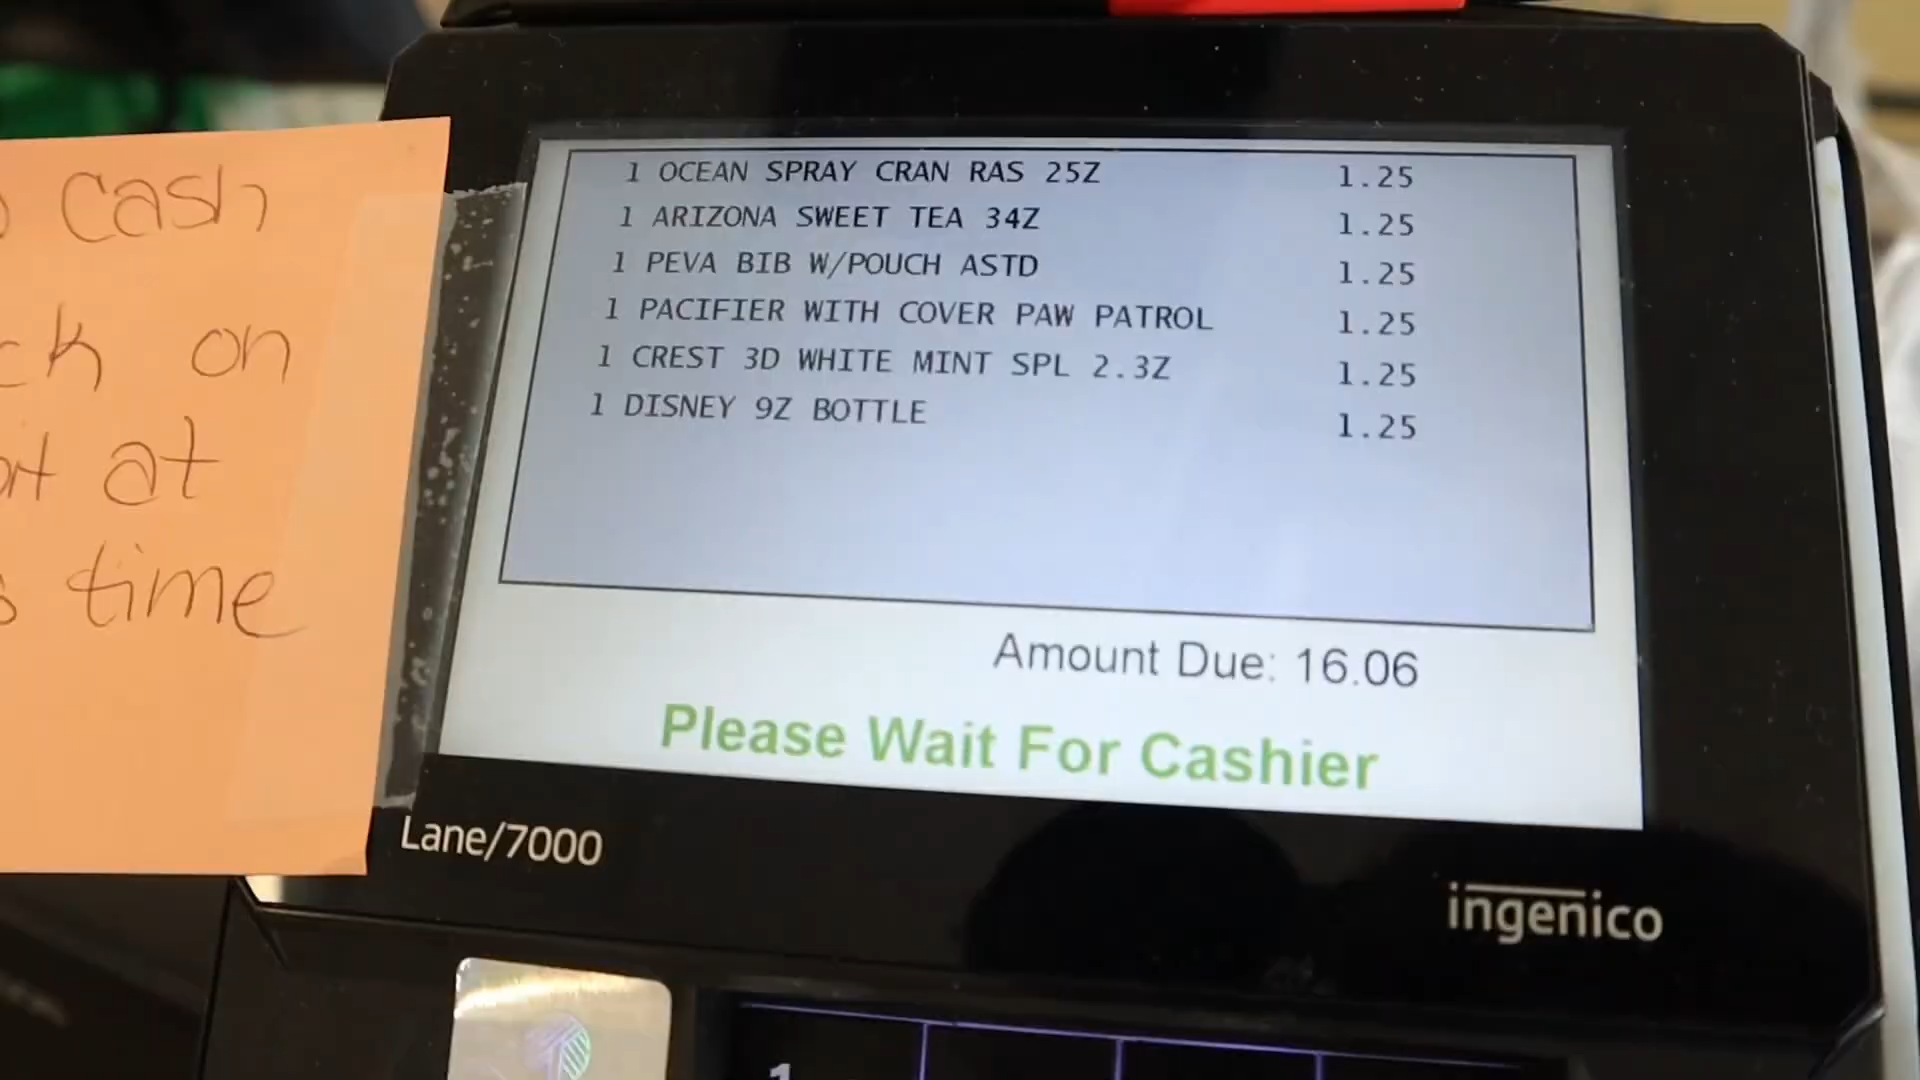 cash
on
at
time
1 OCEAN SPRAY CRAN RAS 25Z 1.25
1 ARIZONA SWEET TEA 34Z 1.25
1 PEVA BIB W/POUCH ASTD 1.25
1 PACIFIER WITH COVER PAW PATROL 1.25
1 CREST 3D WHITE MINT SPL 2.3Z 1.25
1 DISNEY 9Z BOTTLE 1.25
Amount Due: 16.06
Please Wait For Cashier
Lane/7000
ingenico
1